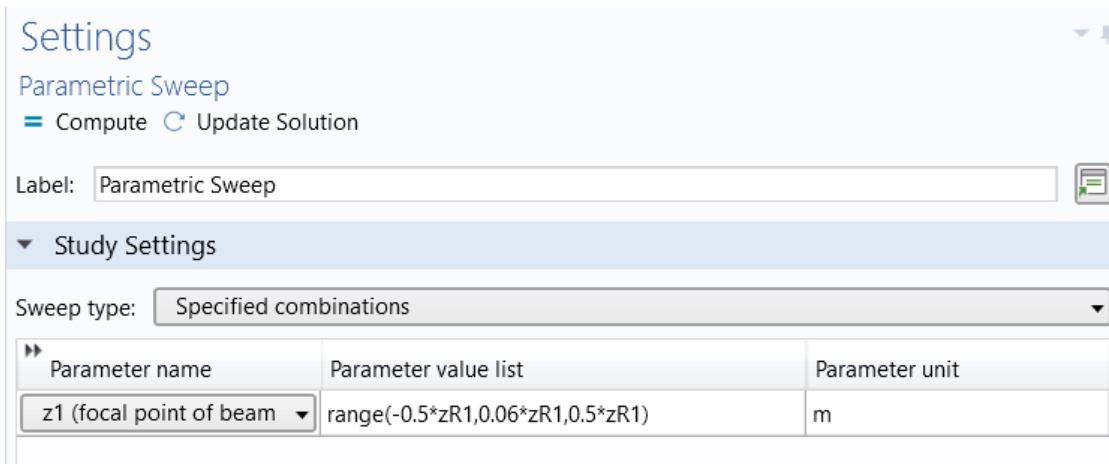 Settings
Parametric Sweep
= Compute Update Solution
Label: Parametric Sweep
Study Settings
Sweep type: Specified combinations
Parameter name Parameter value list Parameter unit
z1 (focal point of beam range(-0.5*zR1,0.06*zR1,0.5*zR1) m